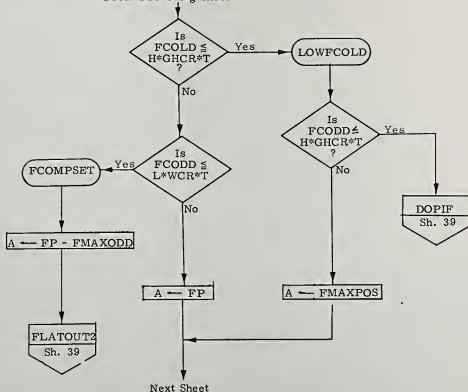 Is
FCOLD ≤
H*GHCR*T
?
Yes
LOWFCOLD
No
Is
FCODD ≤
H*GHCR*T
?
Yes
No
DOPIF
Sh. 39
Is
FCODD ≤
L*WCR*T
?
Yes
FCOMPSET
No
A ← FP - FMAXODD
A ← FP
A ← FMAXPOS
FLATOUT2
Sh. 39
Next Sheet